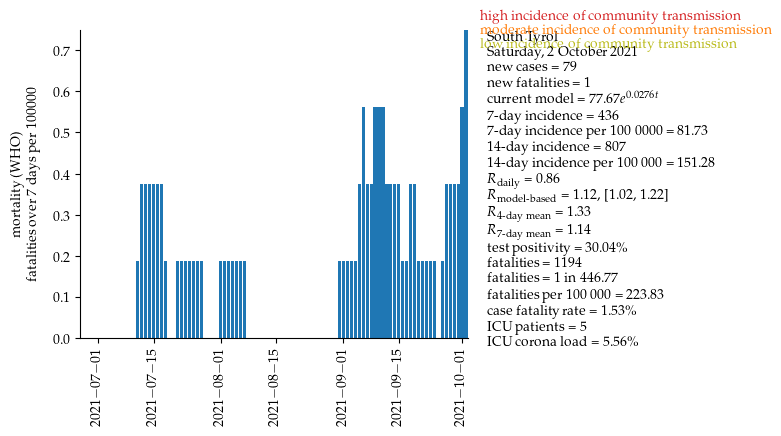 high incidence of community transmission
moderate incidence of community transmission
low incidence of community transmission
South Tyrol
Saturday, 2 October 2021
new cases = 79
new fatalities = 1
current model = 77.67e^0.0276t
7-day incidence = 436
7-day incidence per 100 0000 = 81.73
14-day incidence = 807
14-day incidence per 100 000 = 151.28
R_daily = 0.86
R_model-based = 1.12, [1.02, 1.22]
R_4-day mean = 1.33
R_7-day mean = 1.14
test positivity = 30.04%
fatalities = 1194
fatalities = 1 in 446.77
fatalities per 100 000 = 223.83
case fatality rate = 1.53%
ICU patients = 5
ICU corona load = 5.56%
mortality (WHO)
fatalities over 7 days per 100000
0.7
0.6
0.5
0.4
0.3
0.2
0.1
0.0
2021−07−01
2021−07−15
2021−08−01
2021−08−15
2021−09−01
2021−09−15
2021−10−01